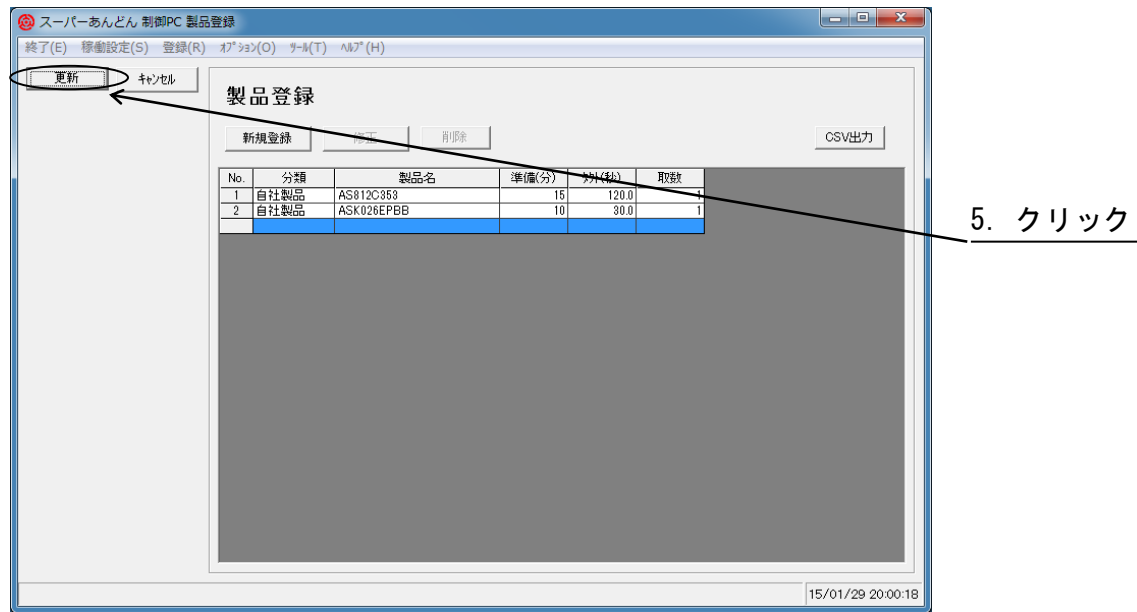 スーパーあんどん 制御PC 製品登録
終了(E) 稼働設定(S) 登録(R) ｵﾌﾟｼｮﾝ(O) ﾂｰﾙ(T) ﾍﾙﾌﾟ(H)
更新 ｷｬﾝｾﾙ
製品登録
新規登録 修正 削除 CSV出力
No. 分類 製品名 準備(分) ﾀｸﾄ(秒) 取数
1 自社製品 AS812C353 15 120.0 1
2 自社製品 ASK026EPBB 10 30.0 1
5. クリック
15/01/29 20:00:18